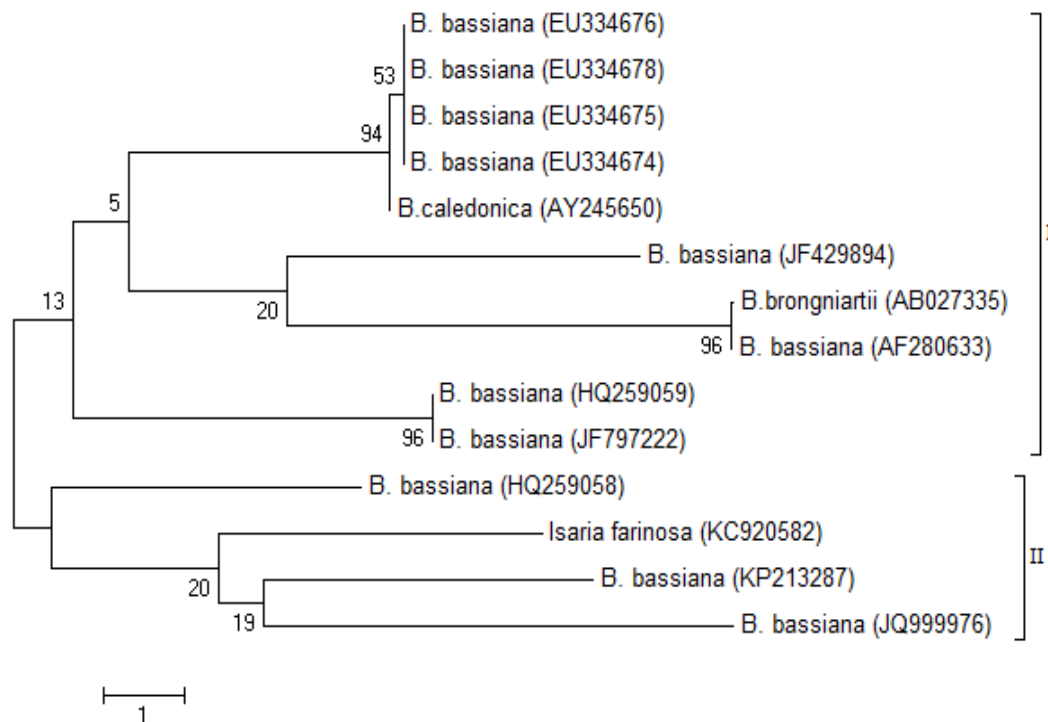 B. bassiana (EU334676)
53
B. bassiana (EU334678)
B. bassiana (EU334675)
94
B. bassiana (EU334674)
5
B.caledonica (AY245650)
I
B. bassiana (JF429894)
13
20
B.brongniartii (AB027335)
96
B. bassiana (AF280633)
B. bassiana (HQ259059)
96
B. bassiana (JF797222)
B. bassiana (HQ259058)
Isaria farinosa (KC920582)
II
20
B. bassiana (KP213287)
19
B. bassiana (JQ999976)
1